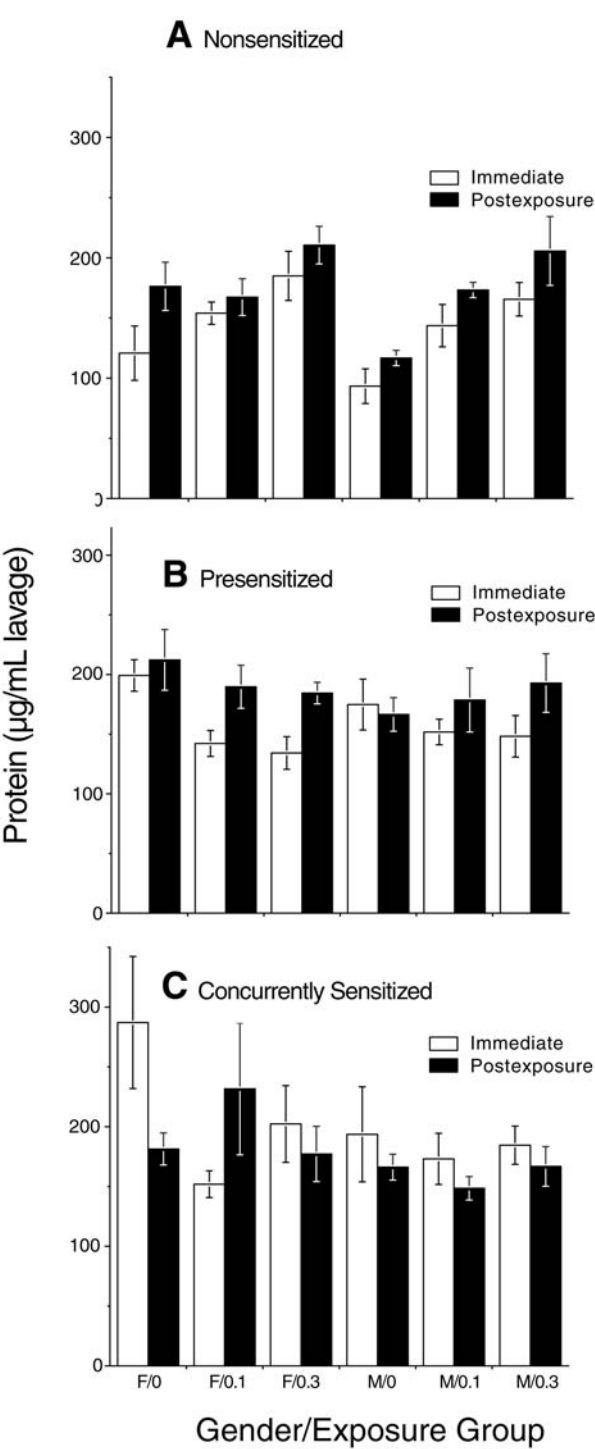 A Nonsensitized
300
Immediate
Postexposure
200
100
0
Protein (µg/mL lavage)
300
B Presensitized
Immediate
Postexposure
200
100
0
C Concurrently Sensitized
300
Immediate
Postexposure
200
100
0
F/0 F/0.1 F/0.3 M/0 M/0.1 M/0.3
Gender/Exposure Group